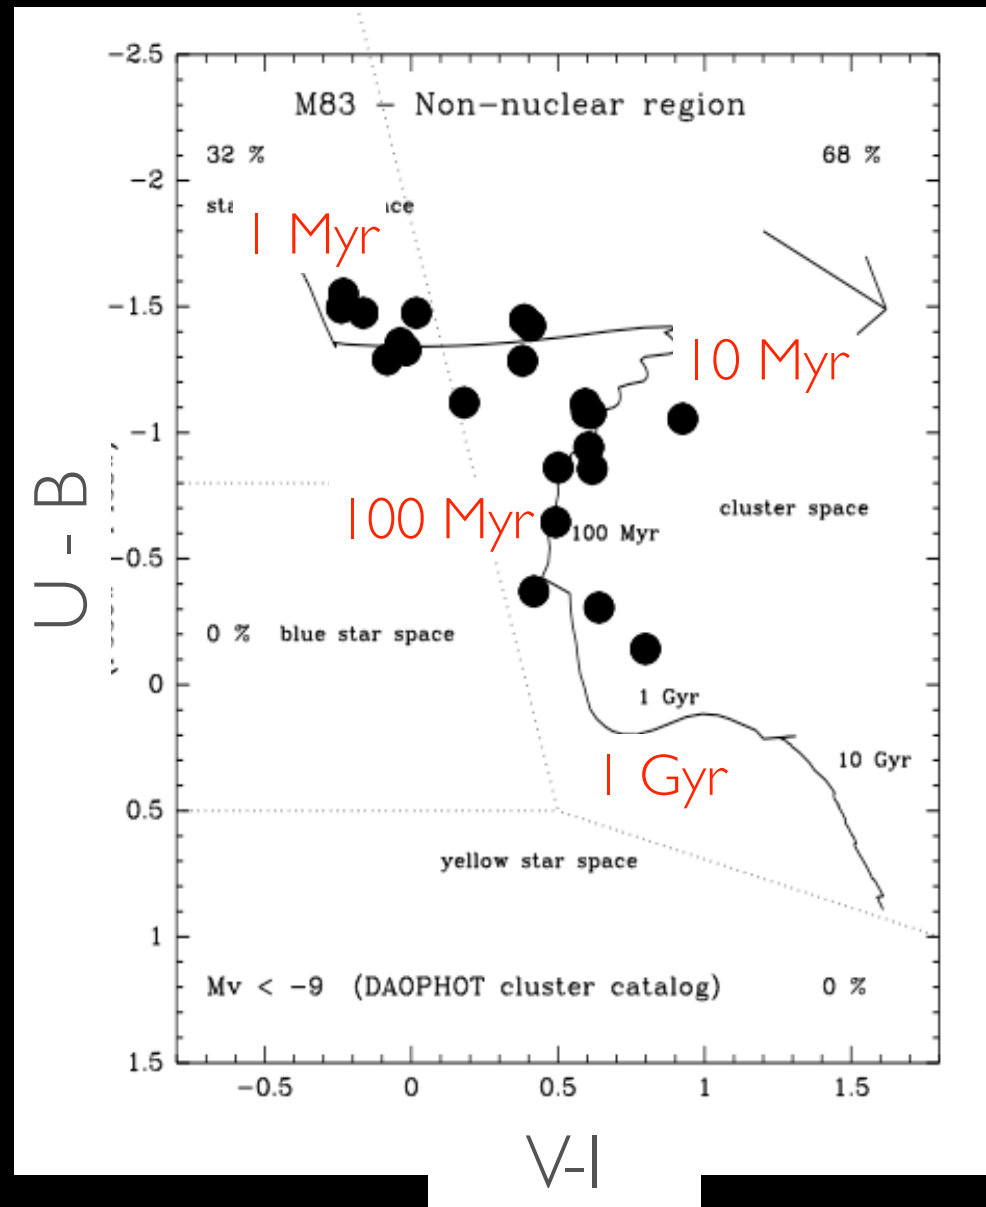 -2.5
M83 - Non-nuclear region
32 %
68 %
-2
1 Myr
-1.5
10 Myr
-1
U - B
100 Myr
cluster space
100 Myr
-0.5
0 % blue star space
0
1 Gyr
10 Gyr
1 Gyr
0.5
yellow star space
1
Mv < -9 (DAOPHOT cluster catalog)
0 %
1.5
-0.5 0 0.5 1 1.5
V-I